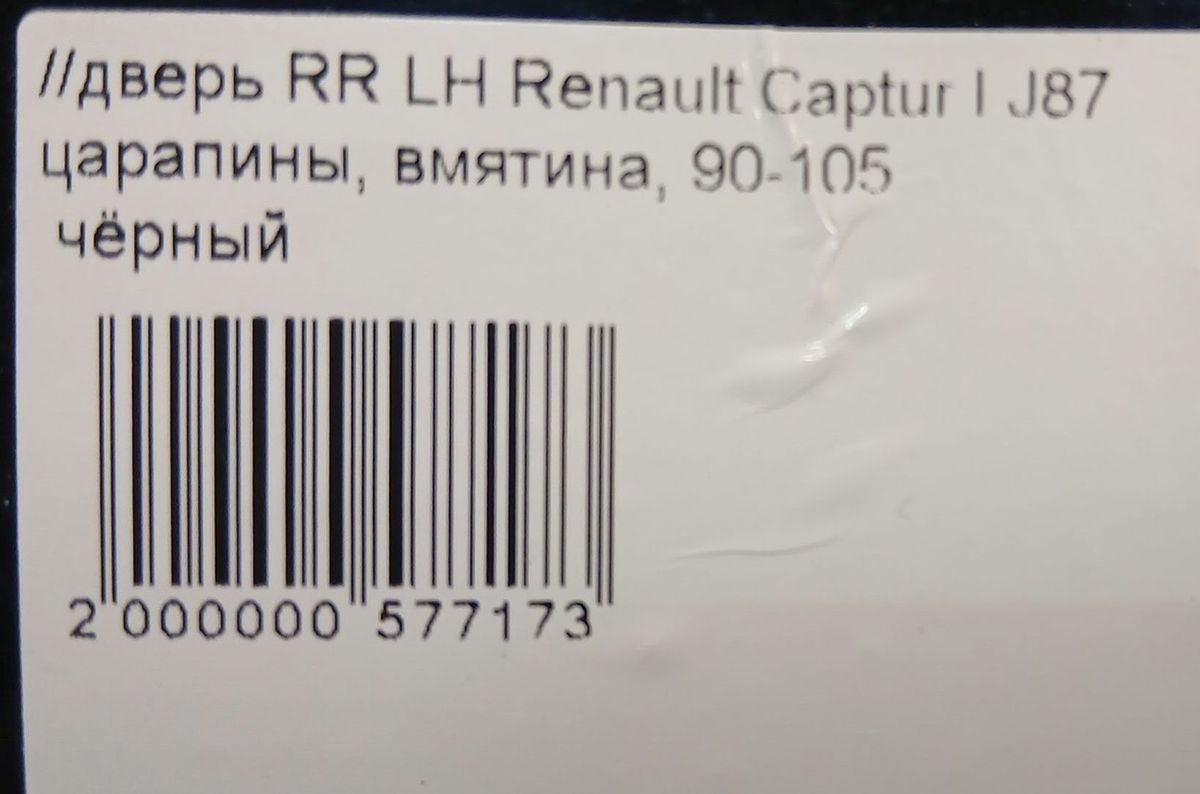 //дверь RR LH Renault Captur I J87
царапины, вмятина, 90-105
чёрный
2 000000 577173